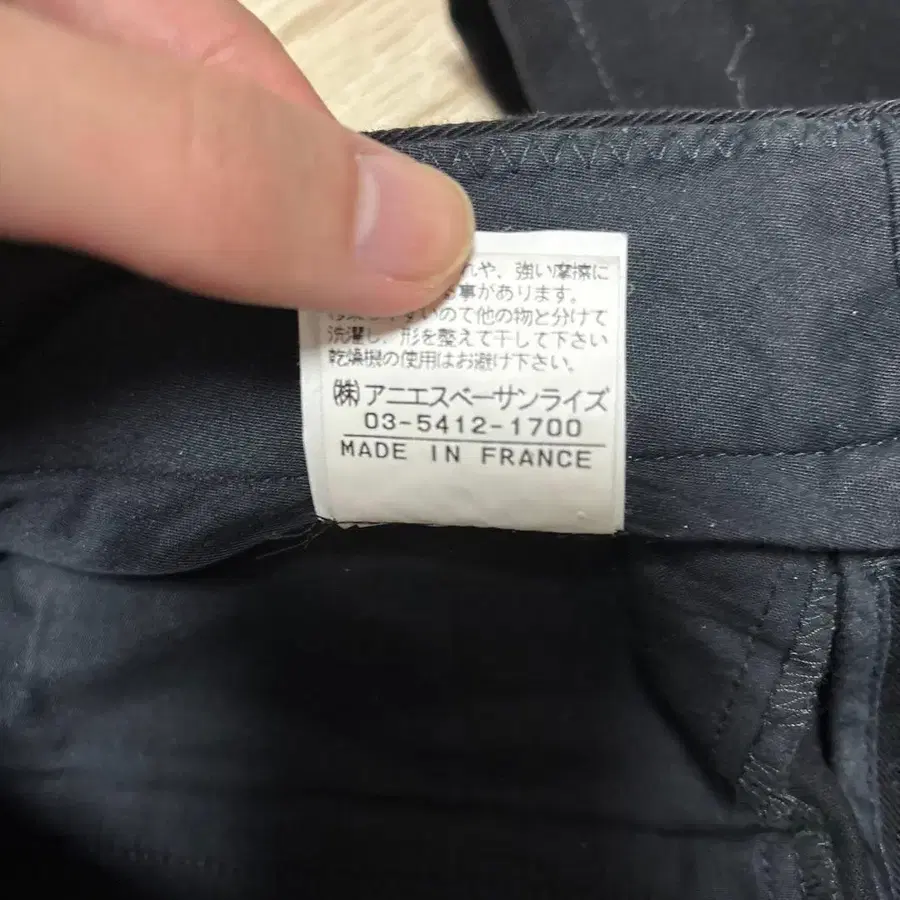 れや、強い摩擦に
事があります。
ので他の物と分けて
洗濯し、形を整えて干して下さい
乾燥機の使用はお避け下さい。
(株)アニエスベーサンライズ
03-5412-1700
MADE IN FRANCE